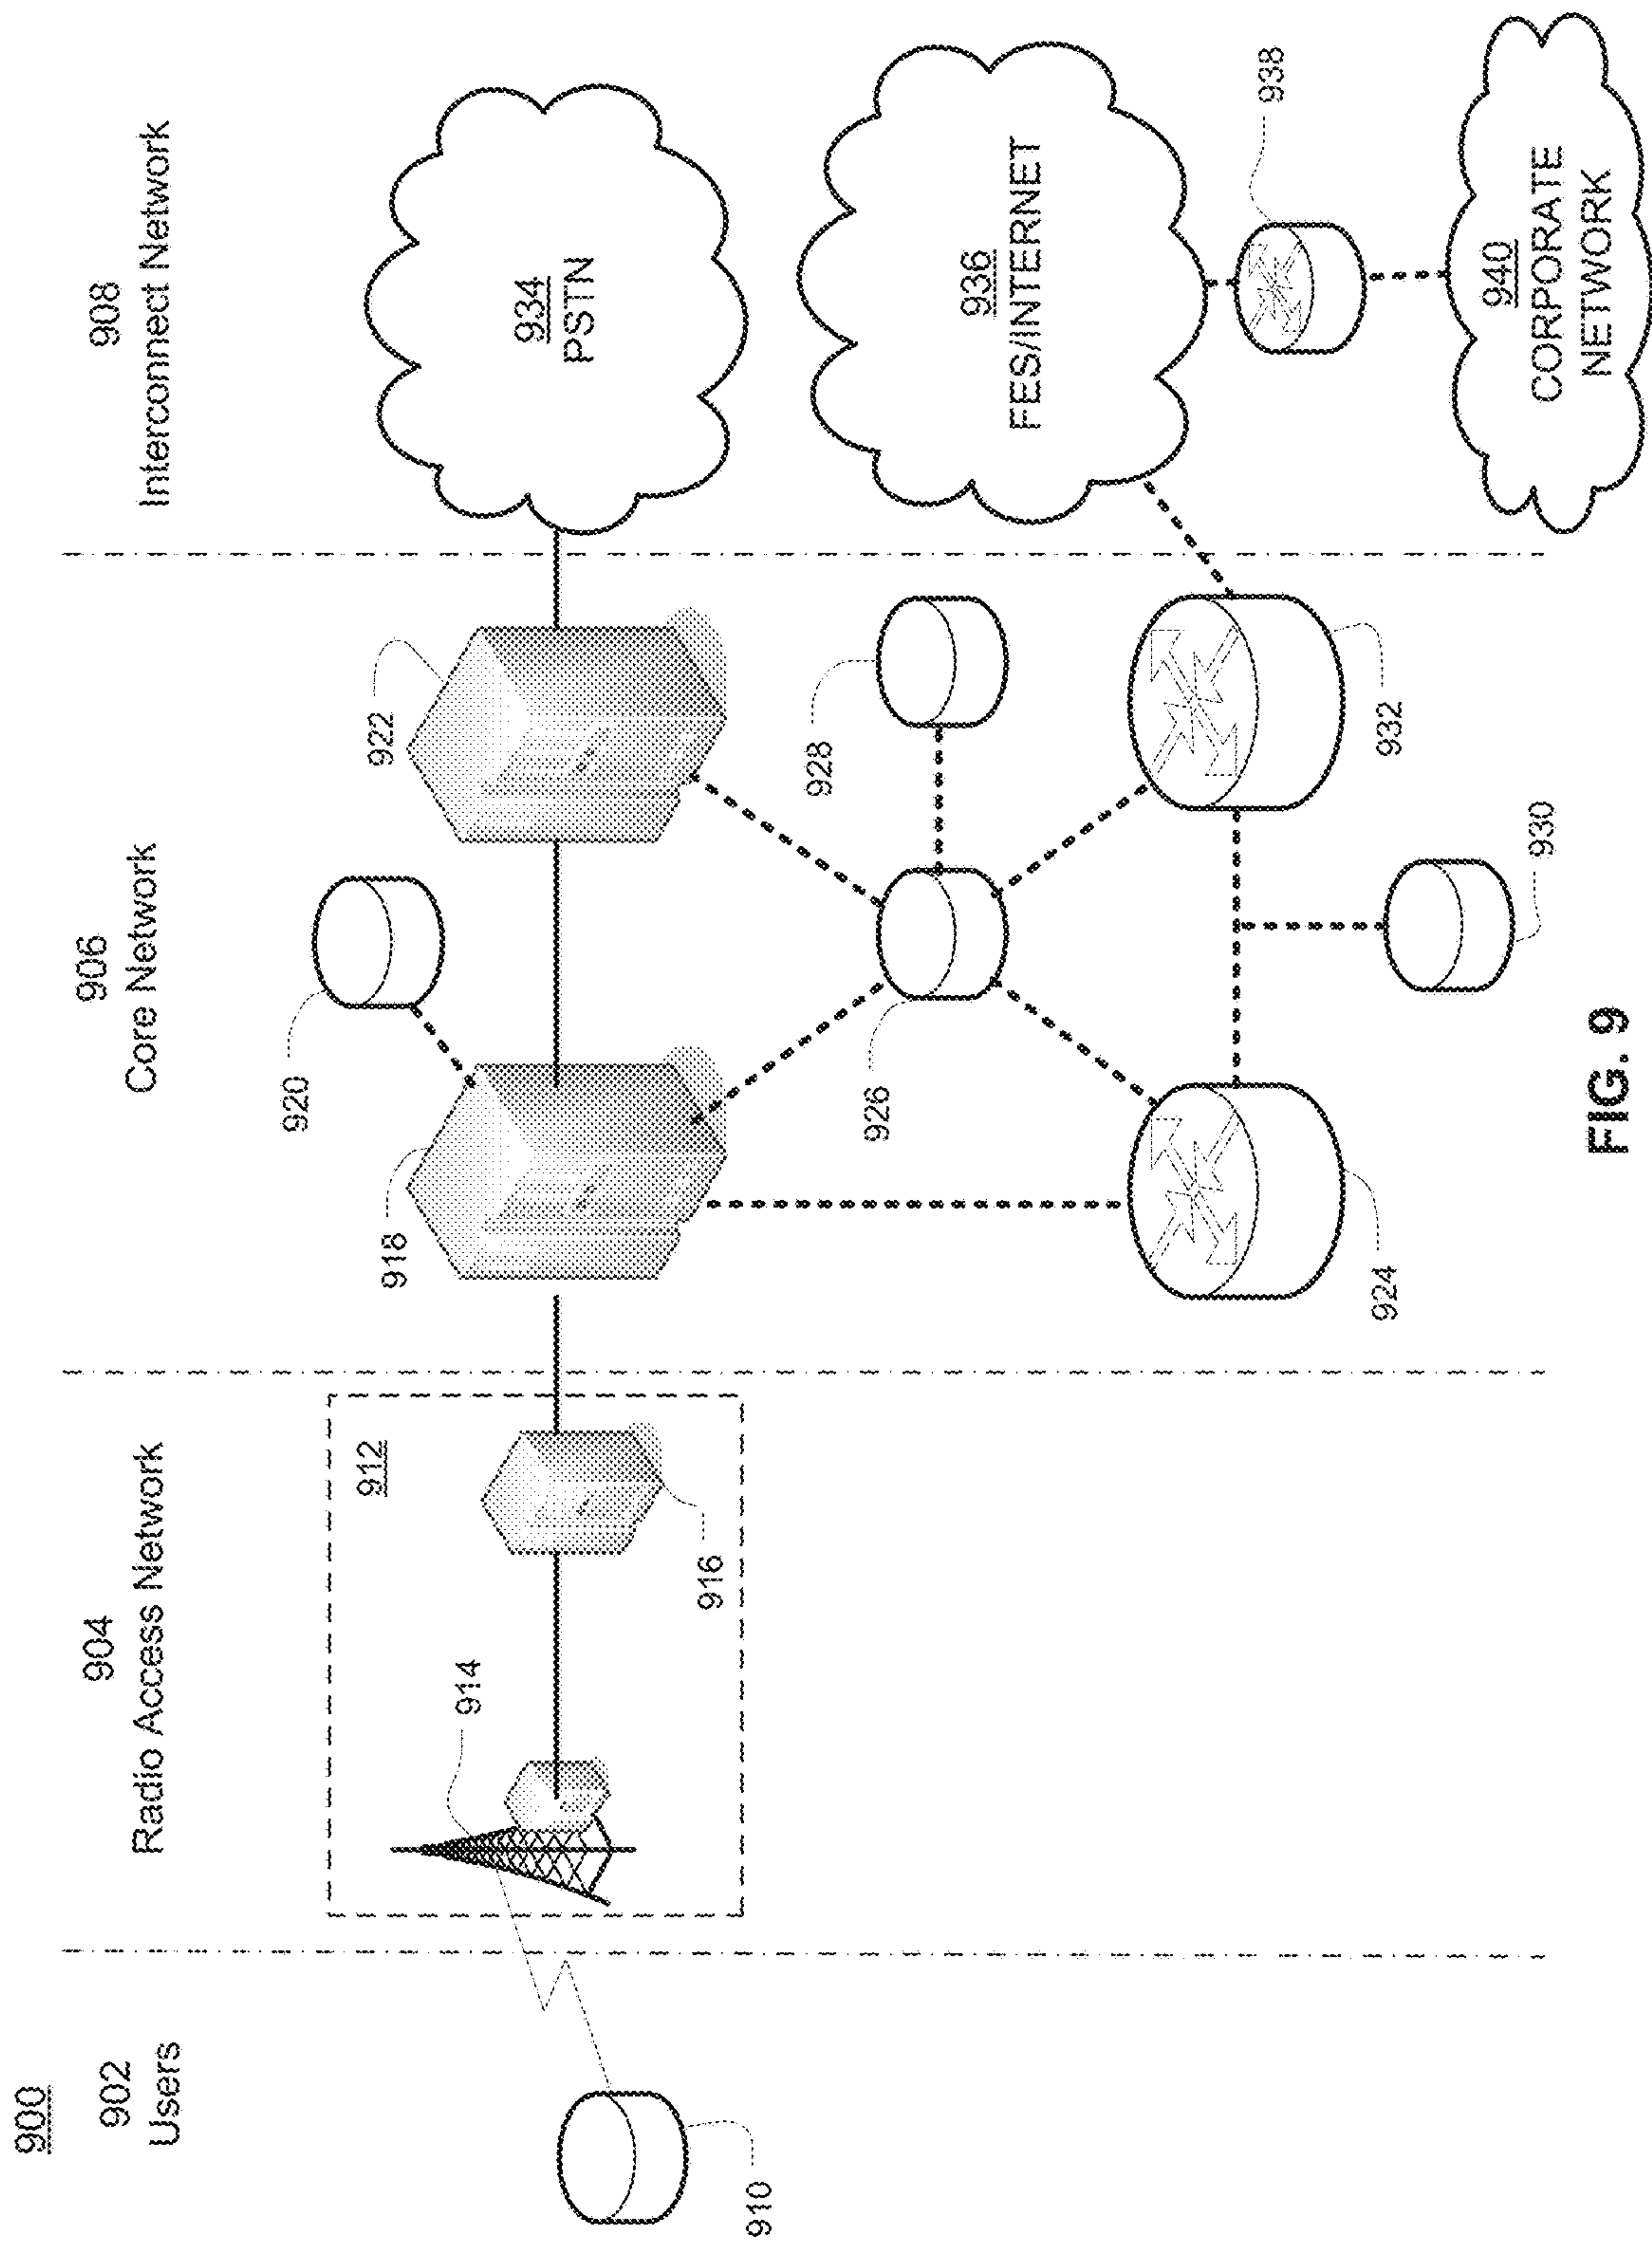 900
902
Users
904
Radio Access Network
906
Core Network
908
Interconnect Network
910
912
914
916
918
920
922
924
926
928
930
932
934
PSTN
936
FES/INTERNET
938
940
CORPORATE
NETWORK
FIG. 9